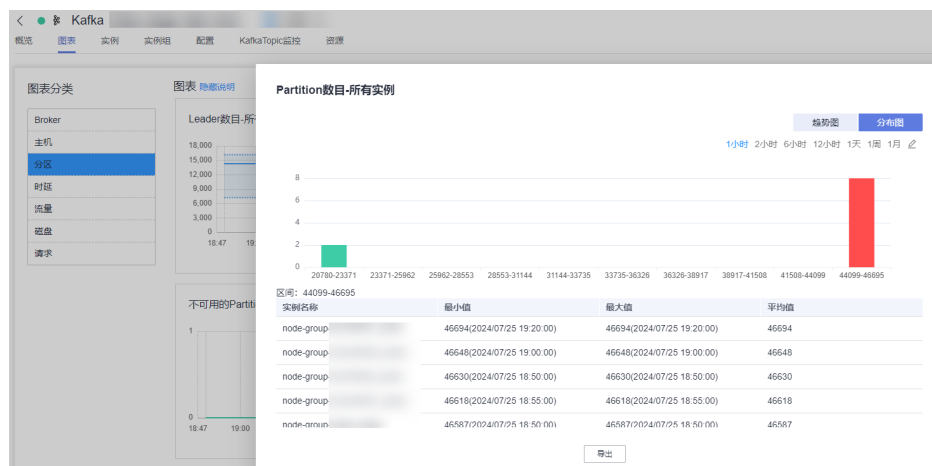 Kafka
概览 图表 实例 实例组 配置 KafkaTopic监控 资源
图表分类
Broker
主机
分区
时延
流量
磁盘
请求
图表 隐藏说明
Leader数目-所
18,000
15,000
12,000
9,000
6,000
3,000
0
18:47 19:
不可用的Partiti
1
0
18:47 19:00
Partition数目-所有实例
趋势图 分布图
1小时 2小时 6小时 12小时 1天 1周 1月
8
6
4
2
0
20780-23371 23371-25962 25962-28553 28553-31144 31144-33735 33735-36326 36326-38917 38917-41508 41508-44099 44099-46695
区间: 44099-46695
实例名称 最小值 最大值 平均值
node-group- 46694(2024/07/25 19:20:00) 46694(2024/07/25 19:20:00) 46694
node-group- 46648(2024/07/25 19:00:00) 46648(2024/07/25 19:00:00) 46648
node-group- 46630(2024/07/25 18:50:00) 46630(2024/07/25 18:50:00) 46630
node-group- 46618(2024/07/25 18:55:00) 46618(2024/07/25 18:55:00) 46618
node-group- 46587(2024/07/25 18:50:00) 46587(2024/07/25 18:50:00) 46587
导出